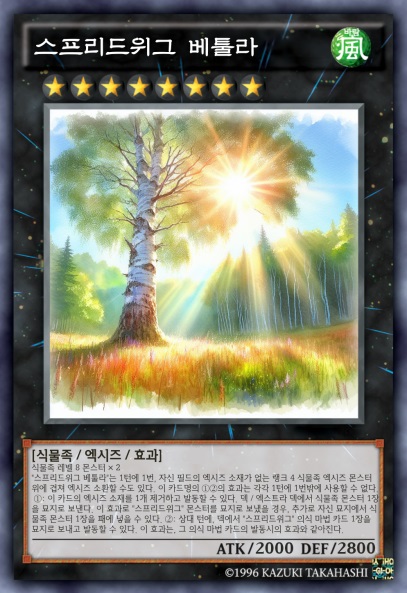 스프리드위그 베툴라
바람
風
[식물족 / 엑시즈 / 효과]
식물족 레벨 8 몬스터 × 2
"스프리드위그 베툴라"는 1턴에 1번, 자신 필드의 엑시즈 소재가 없는 랭크 4 식물족 엑시즈 몬스터
위에 겹쳐 엑시즈 소환할 수도 있다. 이 카드명의 ①②의 효과는 각각 1턴에 1번밖에 사용할 수 없다.
①: 이 카드의 엑시즈 소재를 1개 제거하고 발동할 수 있다. 덱 / 엑스트라 덱에서 식물족 몬스터 1장
을 묘지로 보낸다. 이 효과로 "스프리드위그" 몬스터를 묘지로 보냈을 경우, 추가로 자신 묘지에서 식
물족 몬스터 1장을 패에 넣을 수 있다. ②: 상대 턴에, 덱에서 "스프리드위그" 의식 마법 카드 1장을
묘지로 보내고 발동할 수 있다. 이 효과는, 그 의식 마법 카드의 발동시의 효과와 같아진다.
ATK/2000 DEF/2800
©1996 KAZUKI TAKAHASHI